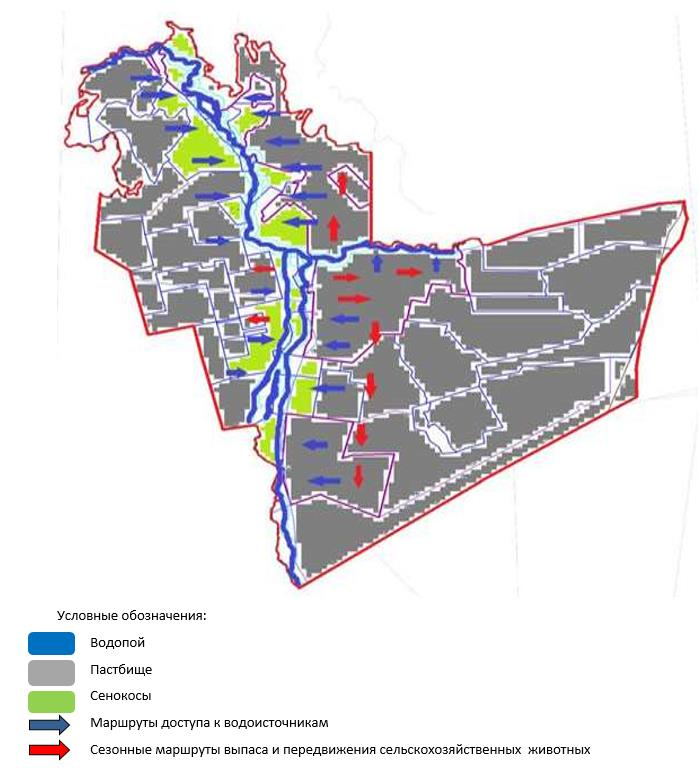 Условные обозначения:
Водопой
Пастбище
Сенокосы
Маршруты доступа к водоисточникам
Сезонные маршруты выпаса и передвижения сельскохозяйственных животных